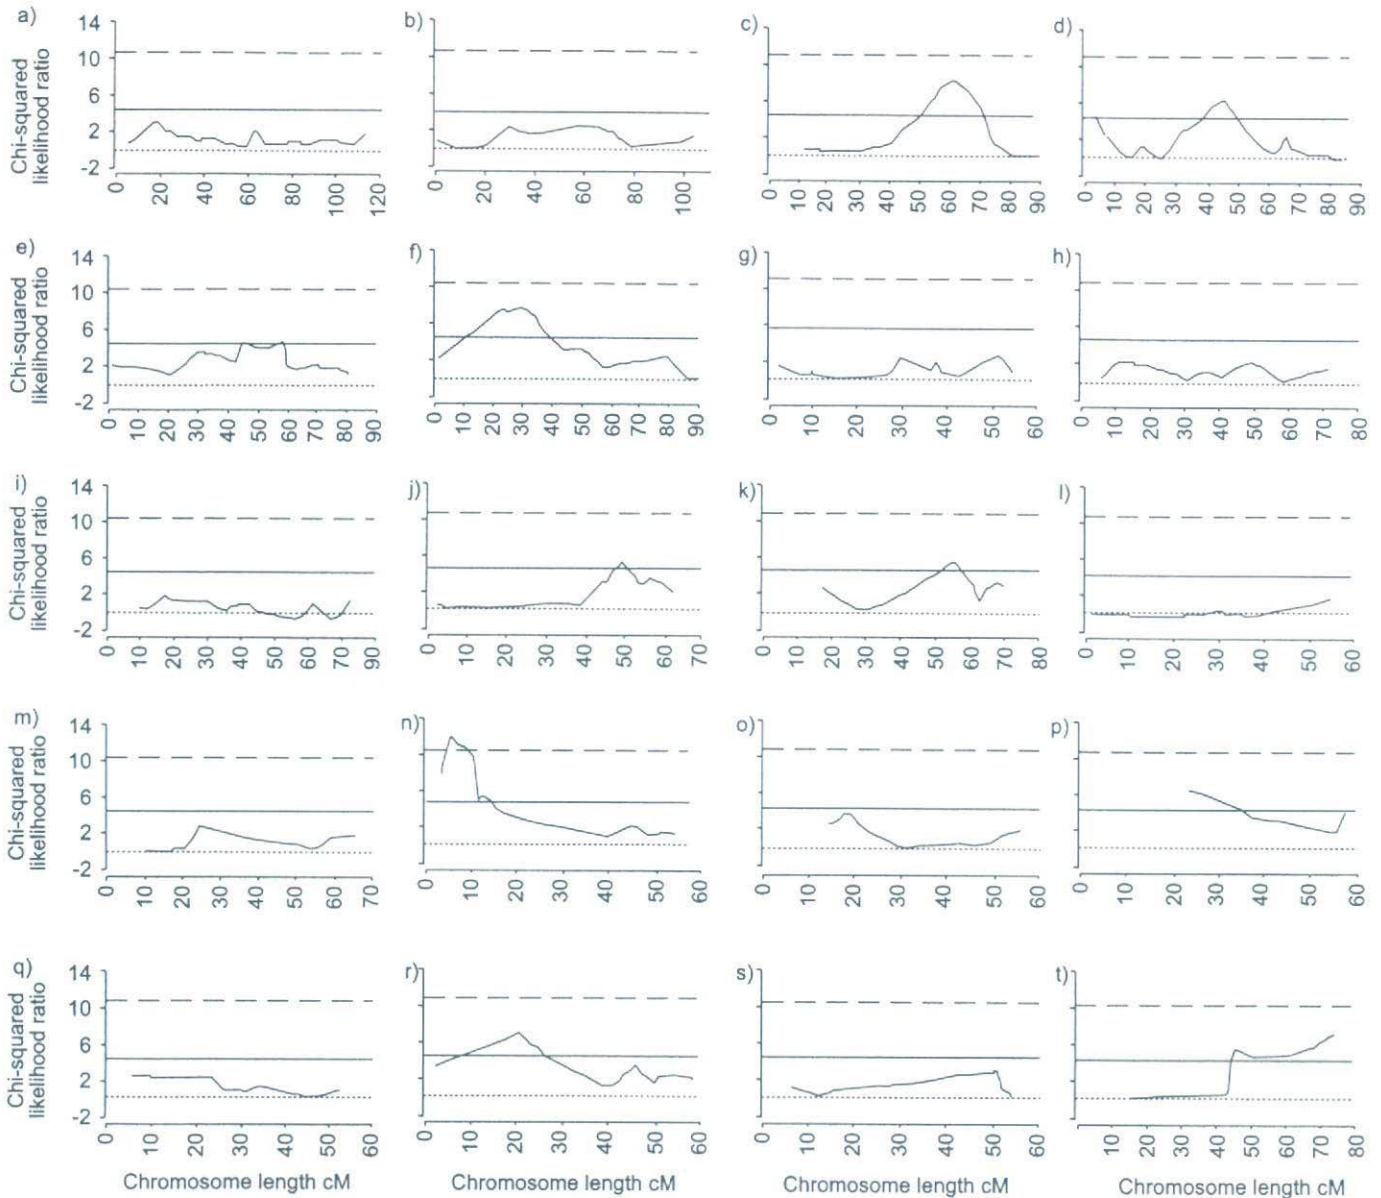 a) b) c) d)
Chi-squared
likelihood ratio
14
10
6
2
-2
0 20 40 60 80 100 120
0 20 40 60 80 100
0 10 20 30 40 50 60 70 80 90
0 10 20 30 40 50 60 70 80 90
e) f) g) h)
Chi-squared
likelihood ratio
14
10
6
2
-2
0 10 20 30 40 50 60 70 80 90
0 10 20 30 40 50 60 70 80 90
0 10 20 30 40 50 60
0 10 20 30 40 50 60 70 80
i) j) k) l)
Chi-squared
likelihood ratio
14
10
6
2
-2
0 10 20 30 40 50 60 70 90
0 10 20 30 40 50 60 70
0 10 20 30 40 50 60 70 80
0 10 20 30 40 50 60
m) n) o) p)
Chi-squared
likelihood ratio
14
10
6
2
-2
0 10 20 30 40 50 60 70
0 10 20 30 40 50 60
0 10 20 30 40 50 60
0 10 20 30 40 50 60
q) r) s) t)
Chi-squared
likelihood ratio
14
10
6
2
-2
0 10 20 30 40 50 60
0 10 20 30 40 50 60
0 10 20 30 40 50 60
0 10 20 30 40 50 60 70 80
Chromosome length cM
Chromosome length cM
Chromosome length cM
Chromosome length cM